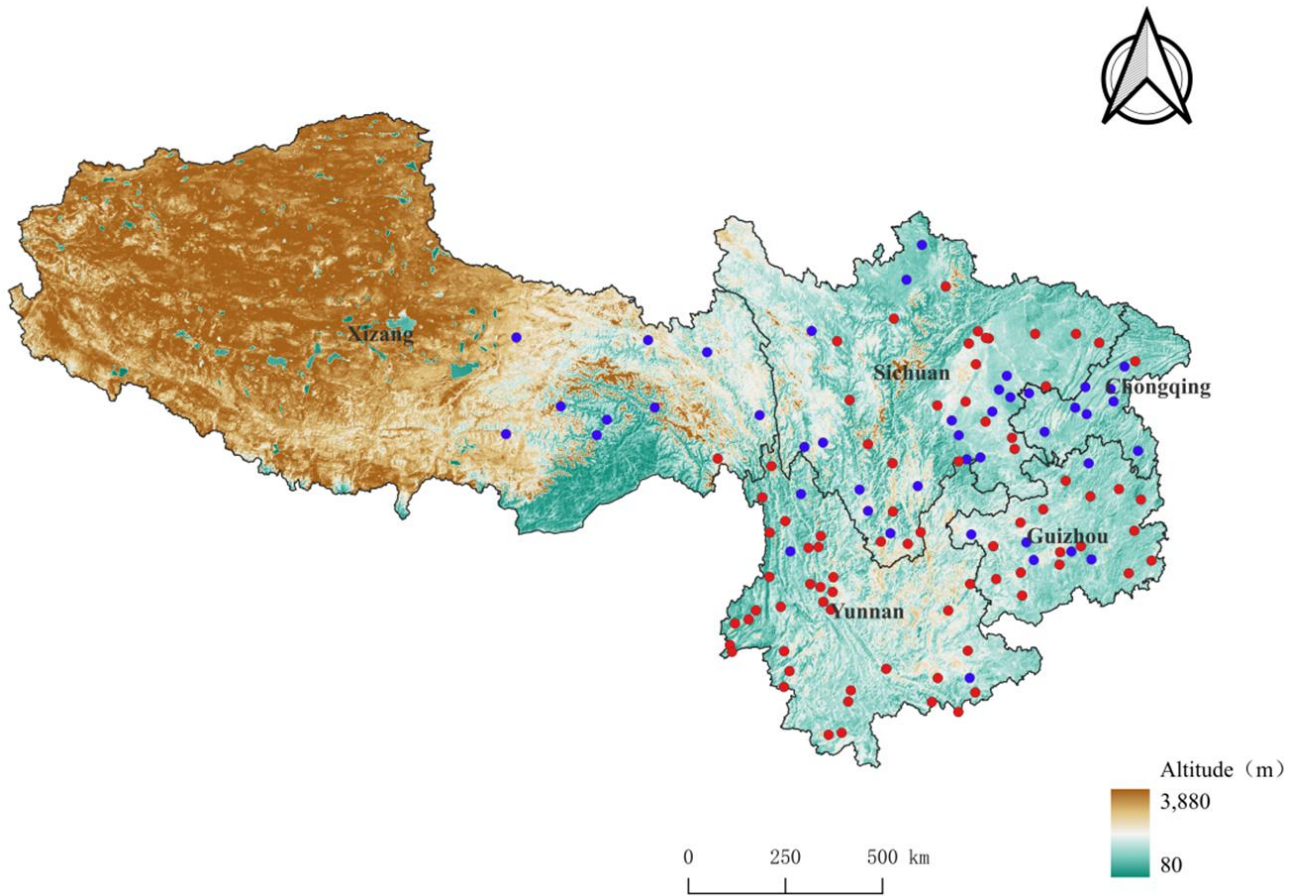 Xizang
Sichuan
Chongqing
Guizhou
Yunnan
Altitude（m）
3,880
80
0 250 500 km